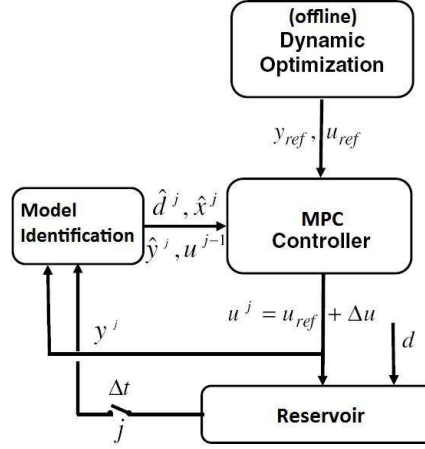 (offline)
Dynamic
Optimization
y_ref, u_ref
Model
Identification
d̂^j, x̂^j
ŷ^j, u^{j-1}
MPC
Controller
u^j = u_ref + Δu
y^j
d
Δt
j
Reservoir